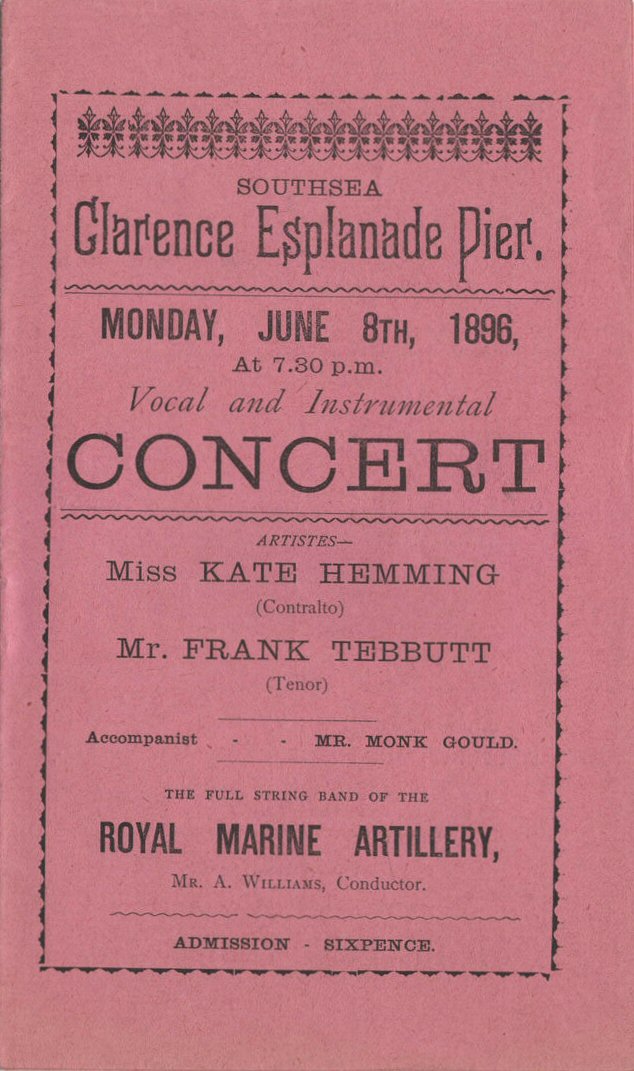 SOUTHSEA
Clarence Esplanade Pier.
MONDAY, JUNE 8TH, 1896,
At 7.30 p.m.
Vocal and Instrumental
CONCERT
ARTISTES—
Miss KATE HEMMING
(Contralto)
Mr. FRANK TEBBUTT
(Tenor)
Accompanist - - MR. MONK GOULD.
THE FULL STRING BAND OF THE
ROYAL MARINE ARTILLERY,
MR. A. WILLIAMS, Conductor.
ADMISSION - SIXPENCE.